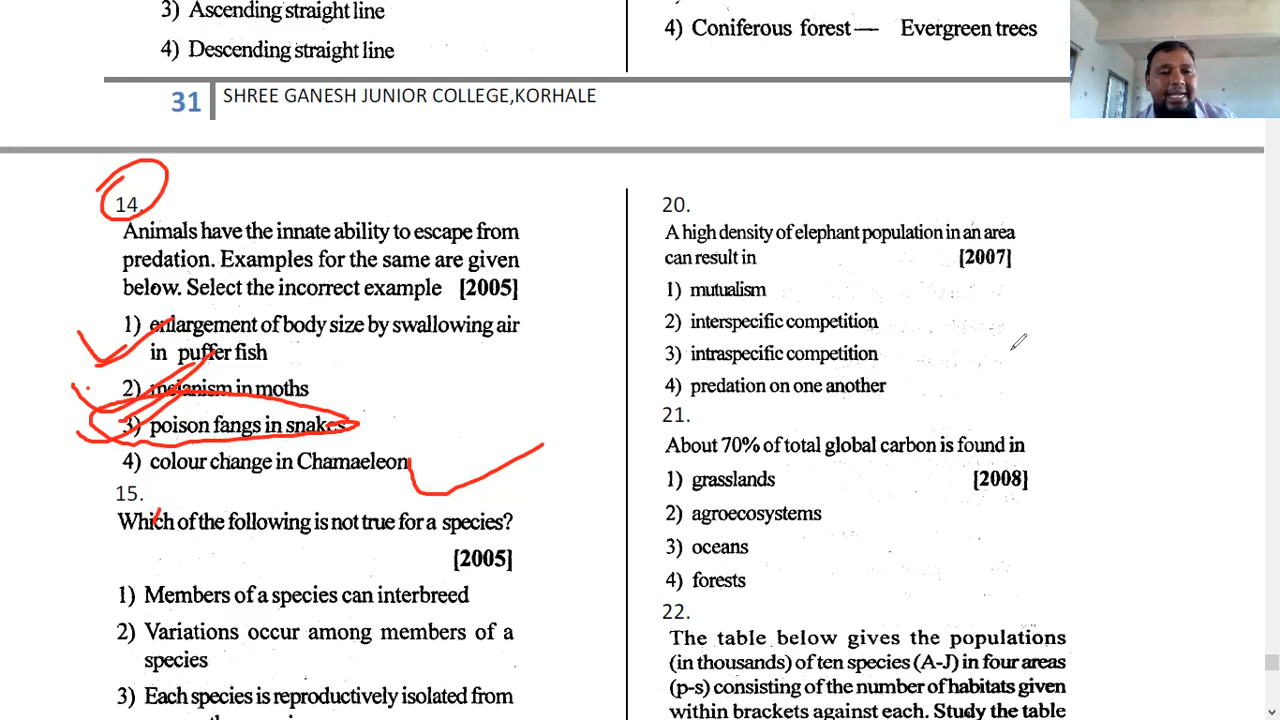 3) Ascending straight line
4) Descending straight line
4) Coniferous forest — Evergreen trees
31 SHREE GANESH JUNIOR COLLEGE,KORHALE
14.
Animals have the innate ability to escape from
predation. Examples for the same are given
below. Select the incorrect example [2005]
1) enlargement of body size by swallowing air
in puffer fish
2) melanism in moths
3) poison fangs in snakes
4) colour change in Chamaeleon
15.
Which of the following is not true for a species?
[2005]
1) Members of a species can interbreed
2) Variations occur among members of a
species
3) Each species is reproductively isolated from
20.
A high density of elephant population in an area
can result in [2007]
1) mutualism
2) interspecific competition
3) intraspecific competition
4) predation on one another
21.
About 70% of total global carbon is found in
1) grasslands [2008]
2) agroecosystems
3) oceans
4) forests
22.
The table below gives the populations
(in thousands) of ten species (A-J) in four areas
(p-s) consisting of the number of habitats given
within brackets against each. Study the table